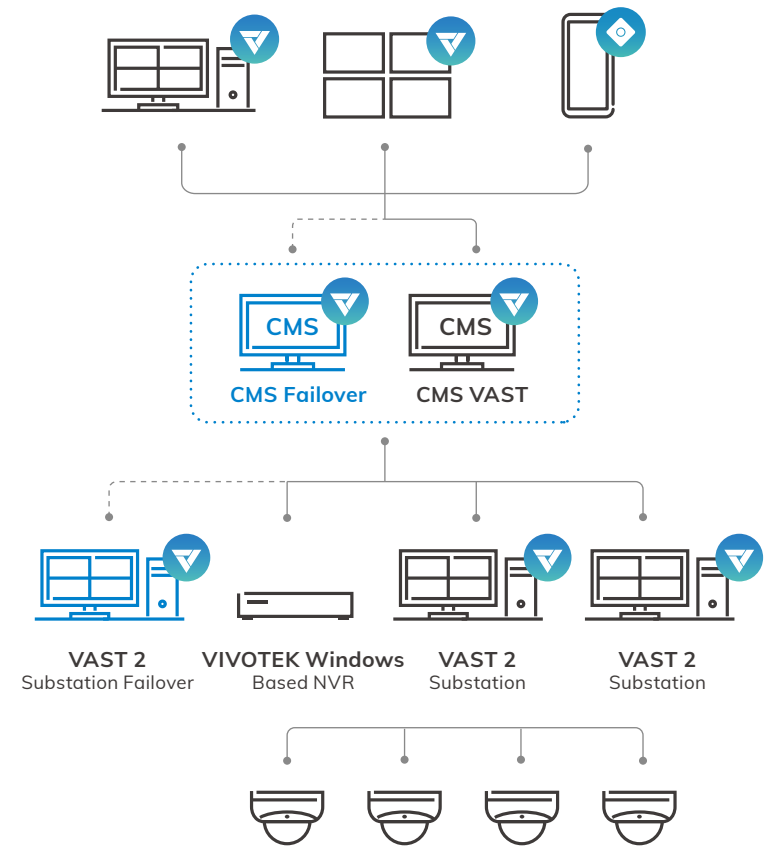 CMS
CMS
CMS Failover
CMS VAST
VAST 2
Substation Failover
VIVOTEK Windows
Based NVR
VAST 2
Substation
VAST 2
Substation